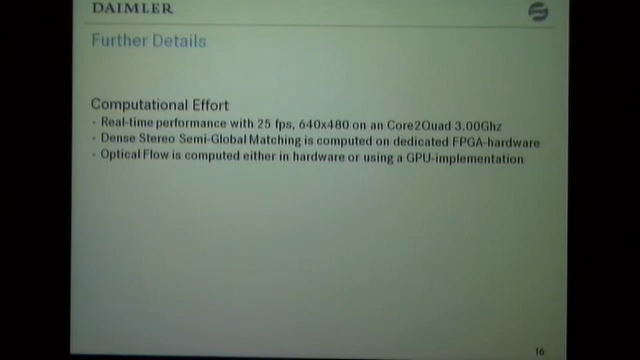 DAIMLER
Further Details
Computational Effort
- Real-time performance with 25 fps, 640x480 on an Core2Quad 3.00Ghz
- Dense Stereo Semi-Global Matching is computed on dedicated FPGA-hardware
- Optical Flow is computed either in hardware or using a GPU-implementation
16